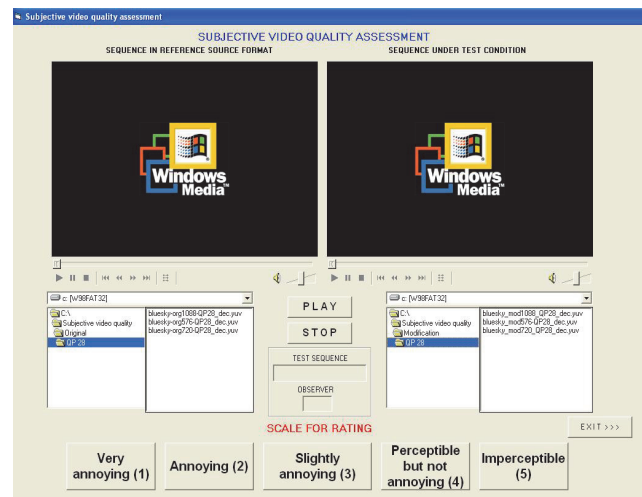 Subjective video quality assessment
SUBJECTIVE VIDEO QUALITY ASSESSMENT
SEQUENCE IN REFERENCE SOURCE FORMAT
SEQUENCE UNDER TEST CONDITION
Windows
Media™
Windows
Media™
c: [W98FAT32]
C:\
Subjective video quality
Original
QP 28
bluesky-org1088-QP28_dec.yuv
bluesky-org576-QP28_dec.yuv
bluesky-org720-QP28_dec.yuv
PLAY
STOP
TEST SEQUENCE
OBSERVER
c: [W98FAT32]
C:\
Subjective video quality
Modification
QP 28
bluesky_mod1088_QP28_dec.yuv
bluesky_mod576-QP28_dec.yuv
bluesky_mod720_QP28_dec.yuv
SCALE FOR RATING
EXIT >>>
Very
annoying (1)
Annoying (2)
Slightly
annoying (3)
Perceptible
but not
annoying (4)
Imperceptible
(5)